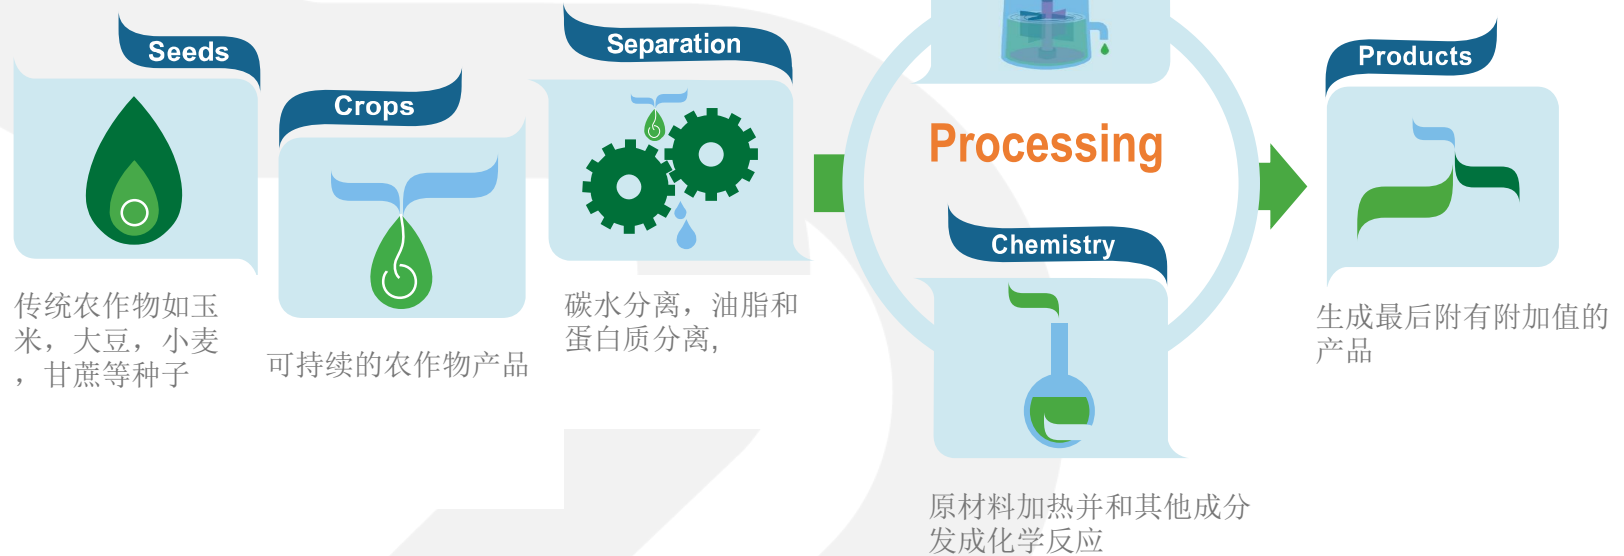 Seeds
传统农作物如玉
米，大豆，小麦
，甘蔗等种子
Crops
可持续的农作物产品
Separation
碳水分离，油脂和
蛋白质分离,
Processing
Chemistry
原材料加热并和其他成分
发成化学反应
Products
生成最后附有附加值的
产品